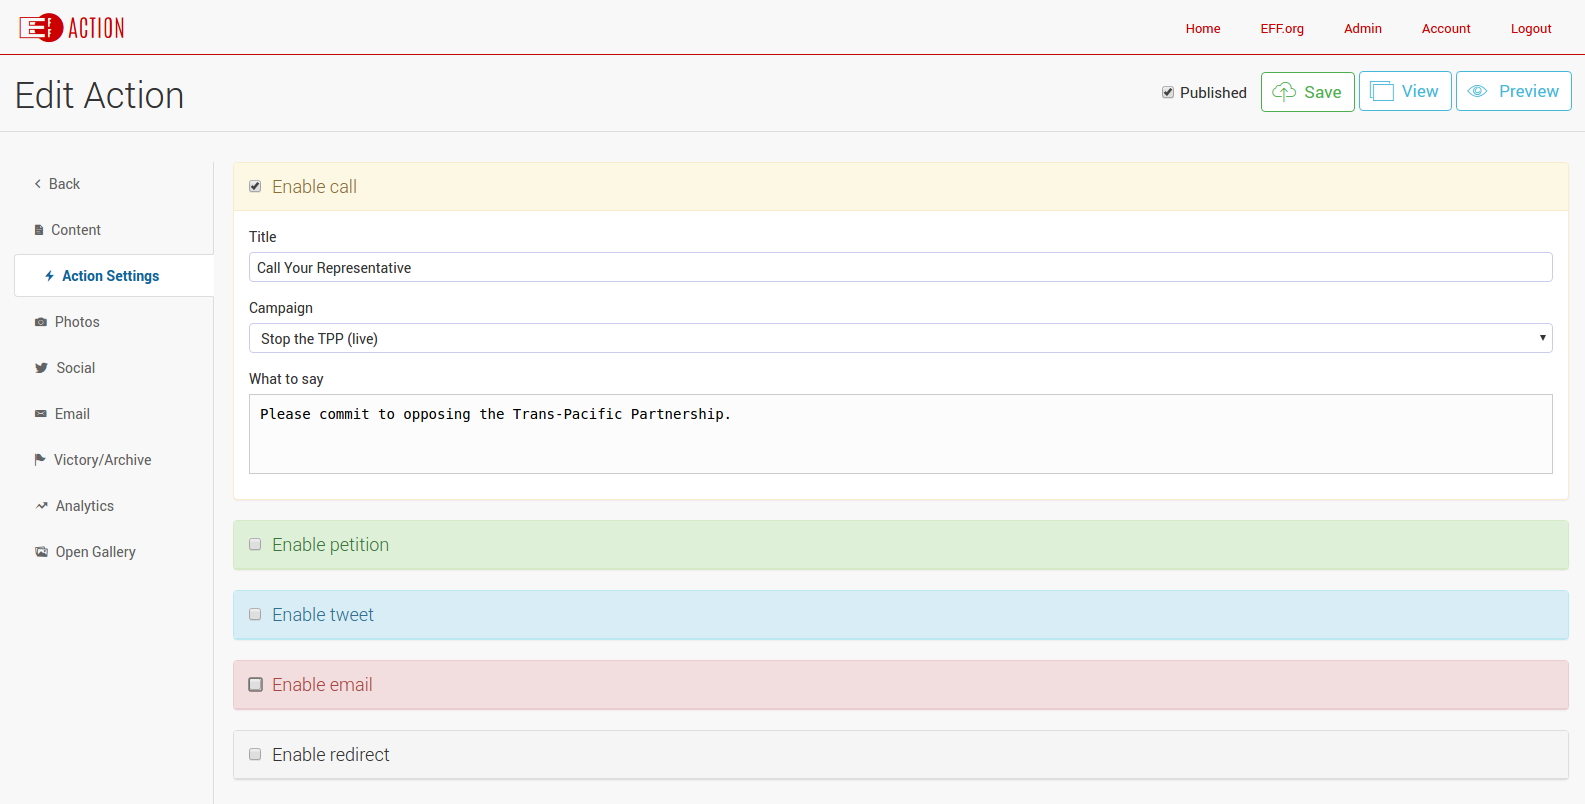 EFF ACTION
Home EFF.org Admin Account Logout
Edit Action
Published Save View Preview
Back
Content
Action Settings
Photos
Social
Email
Victory/Archive
Analytics
Open Gallery
Enable call
Title
Call Your Representative
Campaign
Stop the TPP (live)
What to say
Please commit to opposing the Trans-Pacific Partnership.
Enable petition
Enable tweet
Enable email
Enable redirect